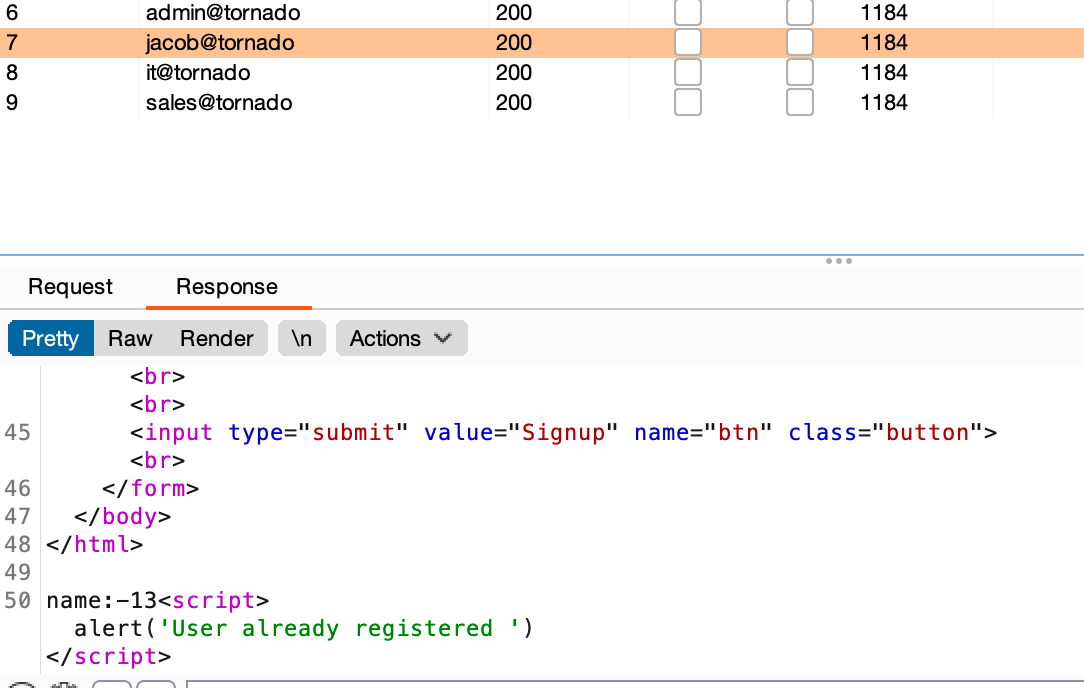 6 admin@tornado 200 1184
7 jacob@tornado 200 1184
8 it@tornado 200 1184
9 sales@tornado 200 1184
Request Response
Pretty Raw Render \n Actions
<br>
<br>
45 <input type="submit" value="Signup" name="btn" class="button">
<br>
46 </form>
47 </body>
48 </html>
49
50 name:-13<script>
alert('User already registered ')
</script>